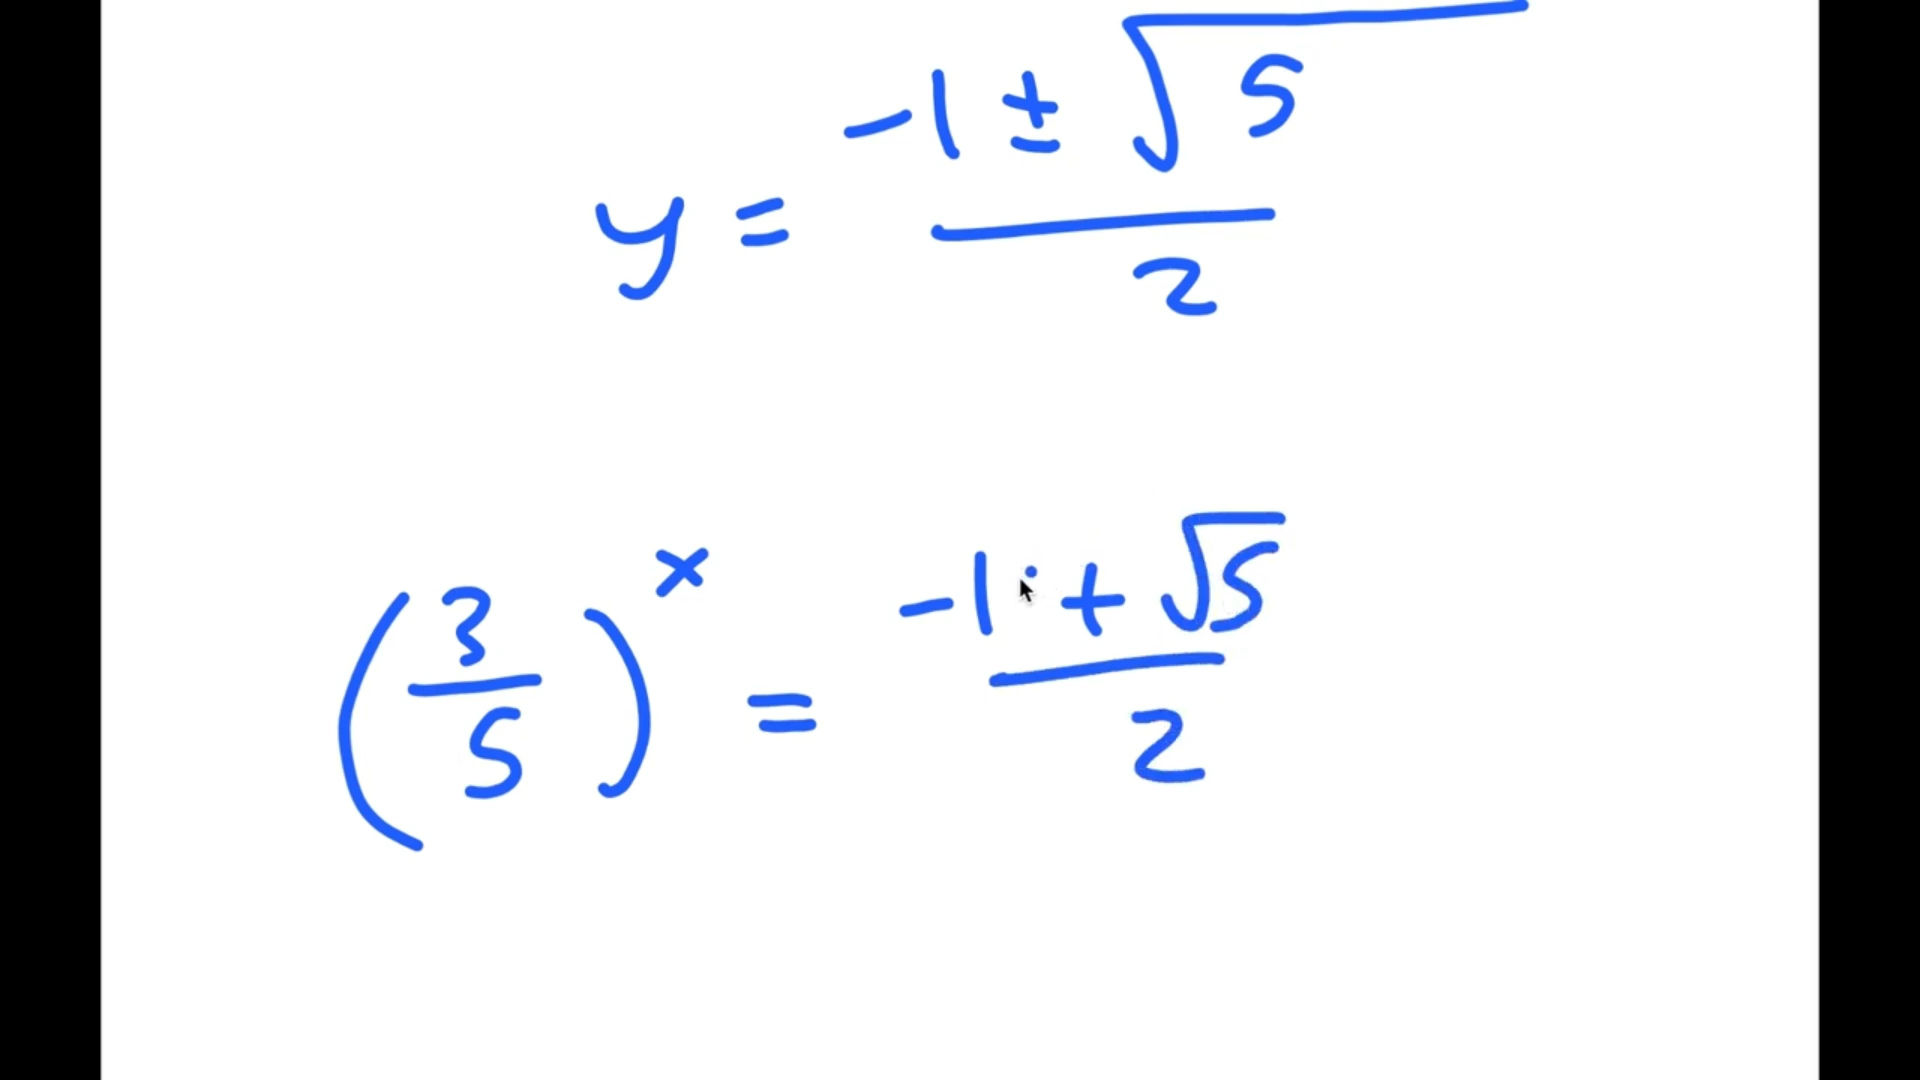 y = (-1 ± √5) / 2
(3/5)^x = (-1 + √5) / 2